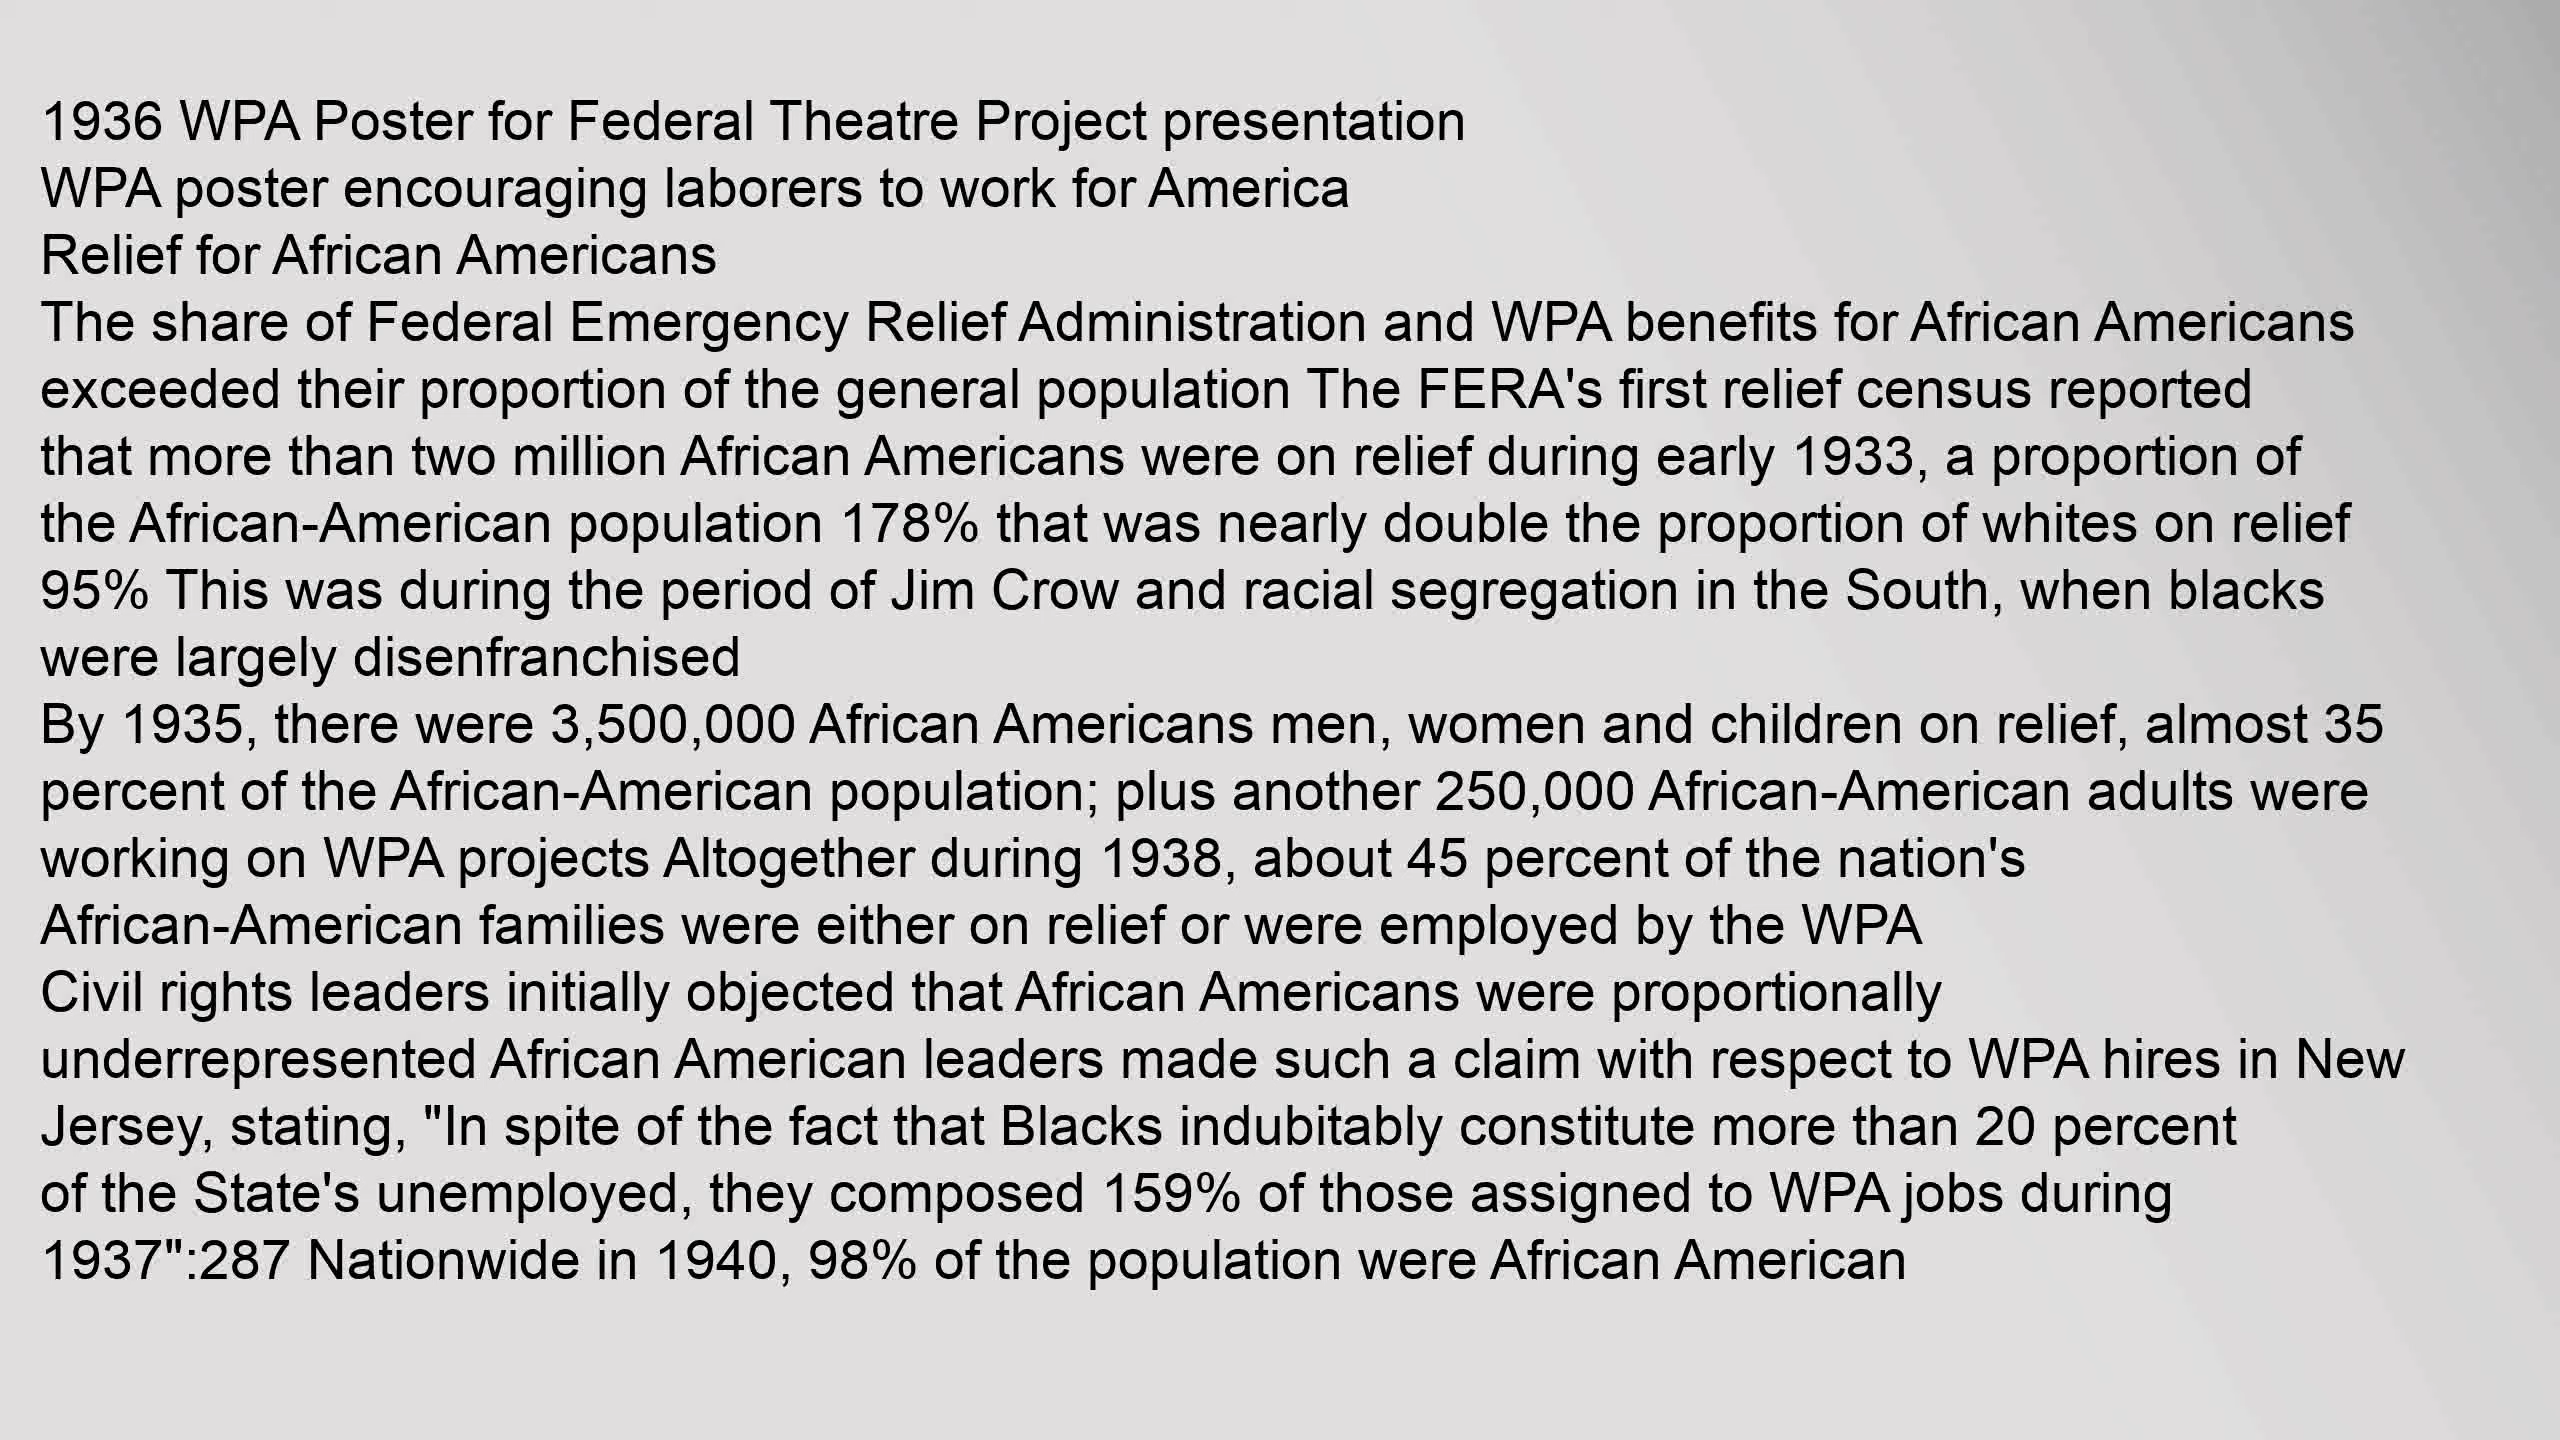 1936 WPA Poster for Federal Theatre Project presentation
WPA poster encouraging laborers to work for America
Relief for African Americans
The share of Federal Emergency Relief Administration and WPA benefits for African Americans
exceeded their proportion of the general population The FERA's first relief census reported
that more than two million African Americans were on relief during early 1933, a proportion of
the African-American population 178% that was nearly double the proportion of whites on relief
95% This was during the period of Jim Crow and racial segregation in the South, when blacks
were largely disenfranchised
By 1935, there were 3,500,000 African Americans men, women and children on relief, almost 35
percent of the African-American population; plus another 250,000 African-American adults were
working on WPA projects Altogether during 1938, about 45 percent of the nation's
African-American families were either on relief or were employed by the WPA
Civil rights leaders initially objected that African Americans were proportionally
underrepresented African American leaders made such a claim with respect to WPA hires in New
Jersey, stating, "In spite of the fact that Blacks indubitably constitute more than 20 percent
of the State's unemployed, they composed 159% of those assigned to WPA jobs during
1937":287 Nationwide in 1940, 98% of the population were African American